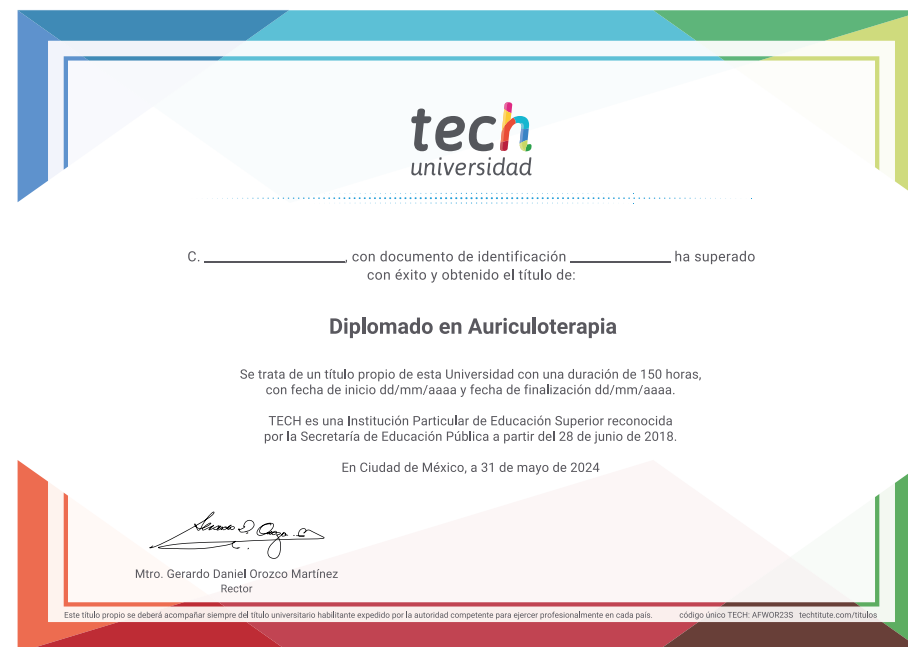 tech
universidad
C. ____________, con documento de identificación ____________ ha superado
con éxito y obtenido el título de:
Diplomado en Auriculoterapia
Se trata de un título propio de esta Universidad con una duración de 150 horas,
con fecha de inicio dd/mm/aaaa y fecha de finalización dd/mm/aaaa.
TECH es una Institución Particular de Educación Superior reconocida
por la Secretaría de Educación Pública a partir del 28 de junio de 2018.
En Ciudad de México, a 31 de mayo de 2024
Mtro. Gerardo Daniel Orozco Martínez
Rector
Este título propio se deberá acompañar siempre del título universitario habilitante expedido por la autoridad competente para ejercer profesionalmente en cada país. código único TECH: AFWOR23S techtitute.com/titulos